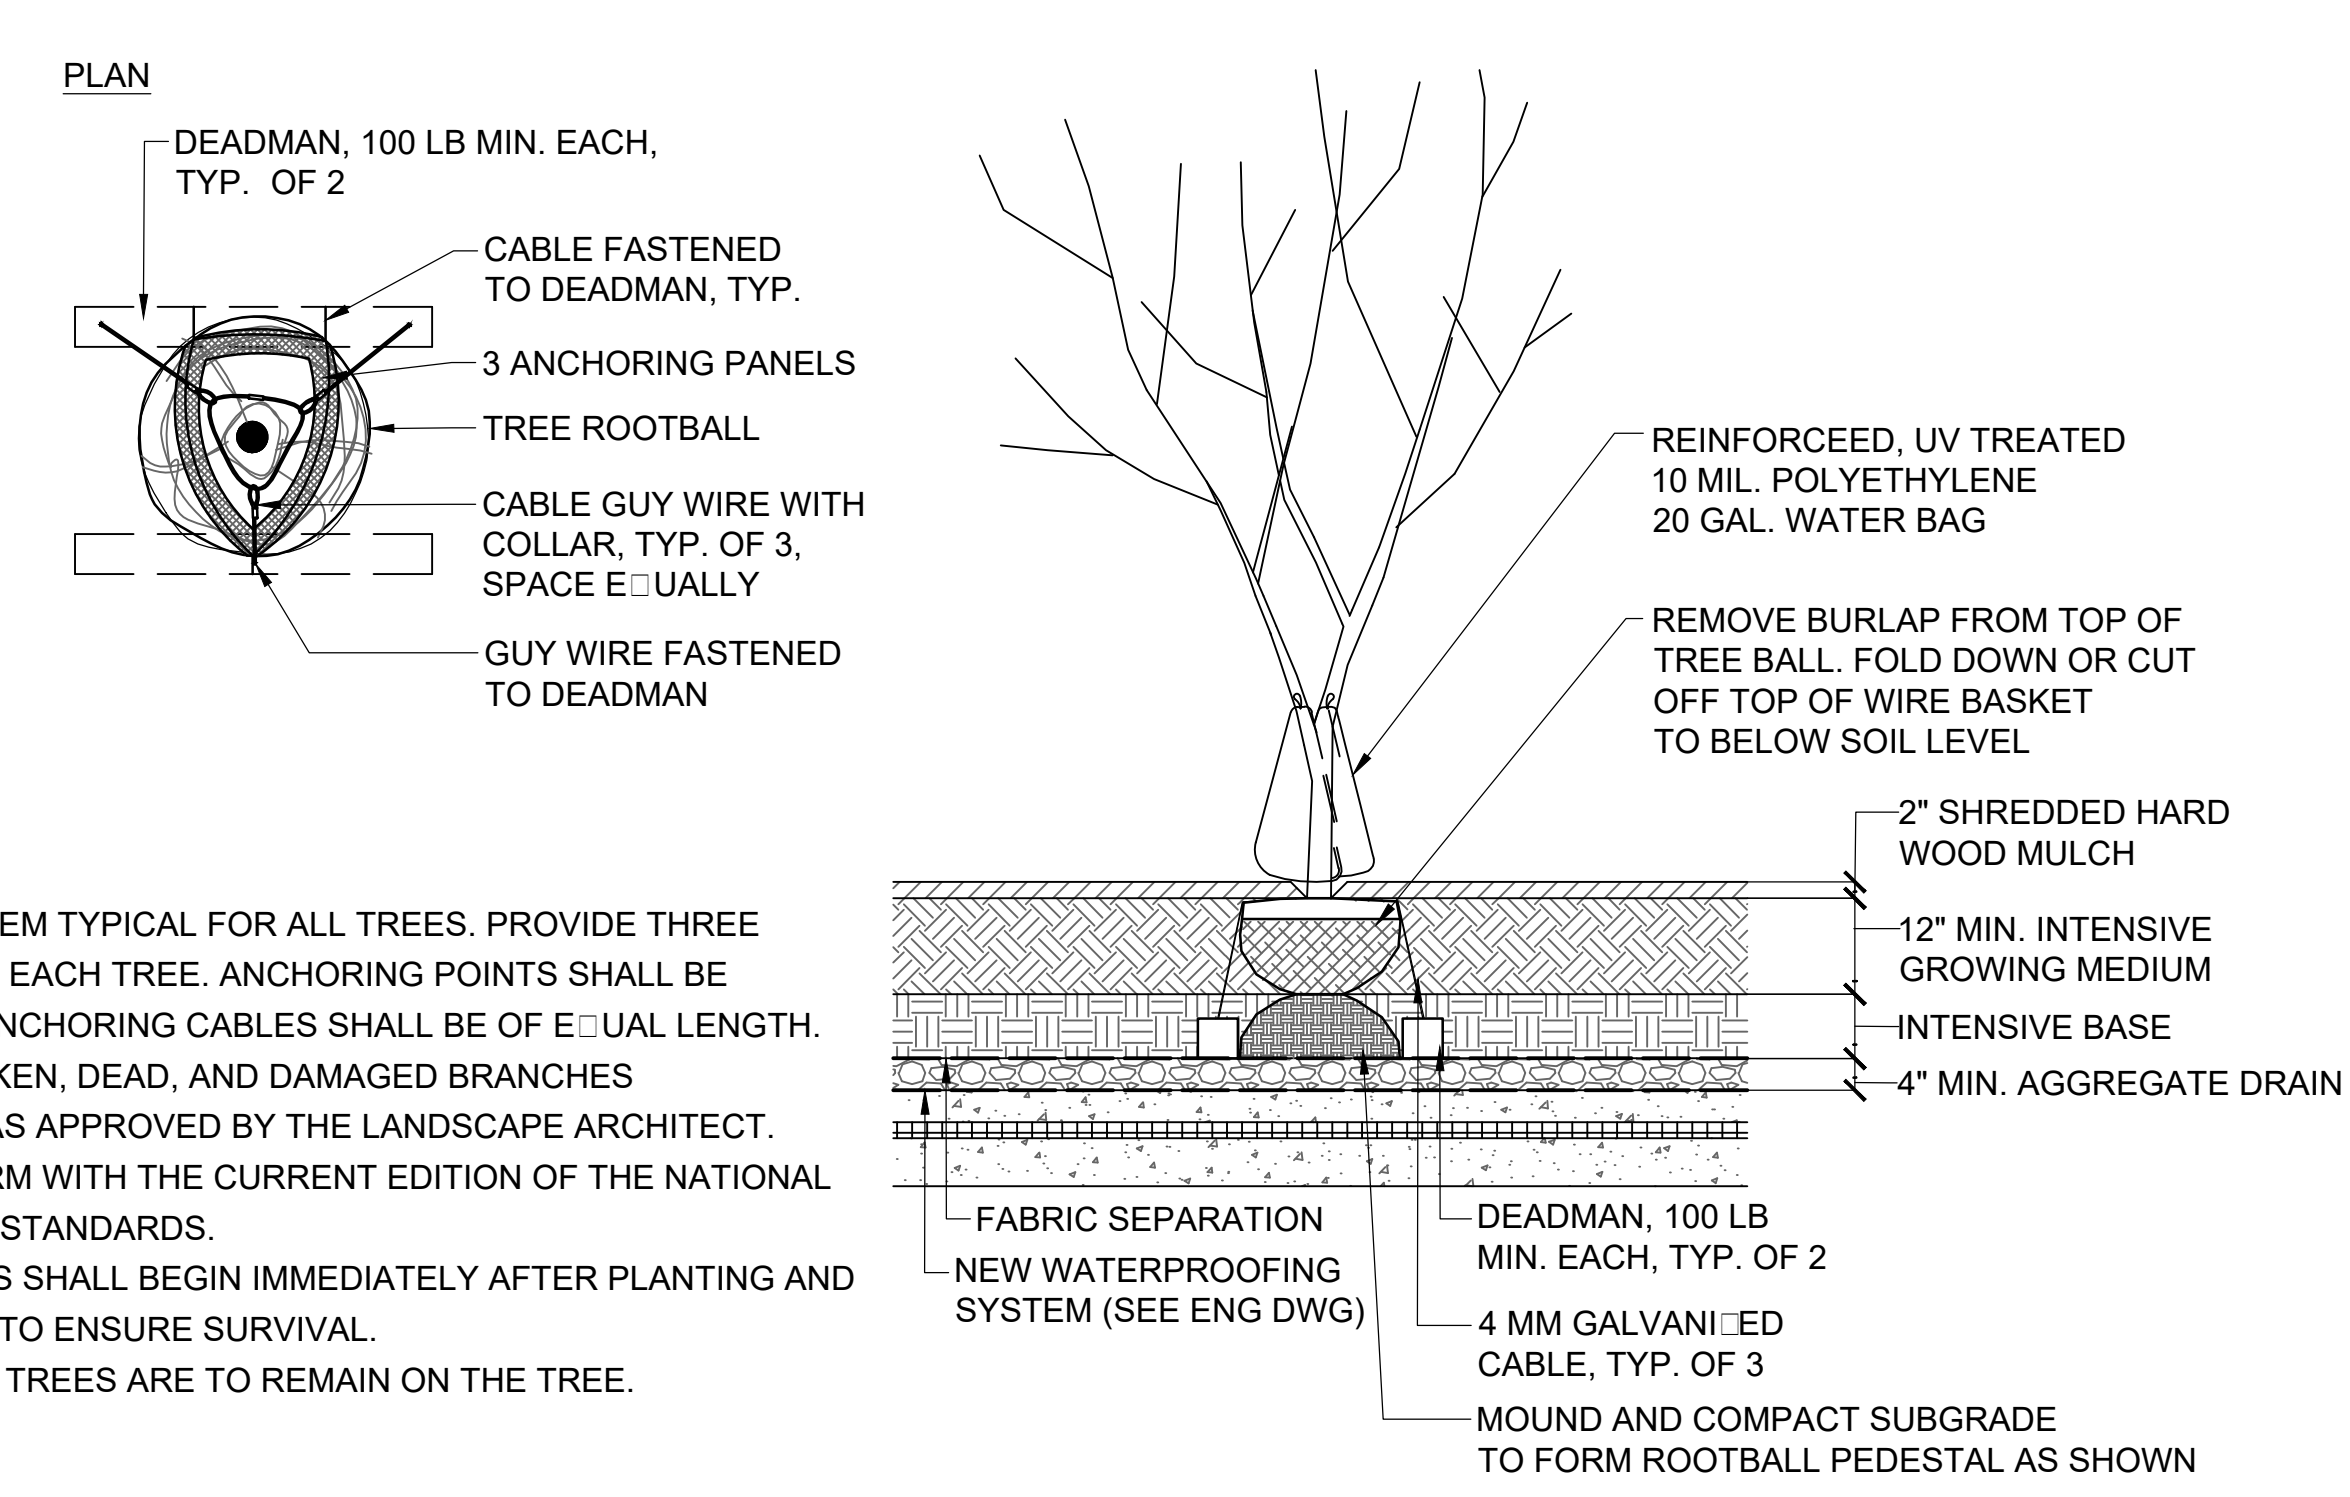 PLAN
DEADMAN, 100 LB MIN. EACH,
TYP. OF 2
CABLE FASTENED
TO DEADMAN, TYP.
3 ANCHORING PANELS
TREE ROOTBALL
CABLE GUY WIRE WITH
COLLAR, TYP. OF 3,
SPACE E□UALLY
GUY WIRE FASTENED
TO DEADMAN
EM TYPICAL FOR ALL TREES. PROVIDE THREE
EACH TREE. ANCHORING POINTS SHALL BE
NCHORING CABLES SHALL BE OF E□UAL LENGTH.
KEN, DEAD, AND DAMAGED BRANCHES
AS APPROVED BY THE LANDSCAPE ARCHITECT.
RM WITH THE CURRENT EDITION OF THE NATIONAL
STANDARDS.
S SHALL BEGIN IMMEDIATELY AFTER PLANTING AND
TO ENSURE SURVIVAL.
TREES ARE TO REMAIN ON THE TREE.
REINFORCEED, UV TREATED
10 MIL. POLYETHYLENE
20 GAL. WATER BAG
REMOVE BURLAP FROM TOP OF
TREE BALL. FOLD DOWN OR CUT
OFF TOP OF WIRE BASKET
TO BELOW SOIL LEVEL
2" SHREDDED HARD
WOOD MULCH
12" MIN. INTENSIVE
GROWING MEDIUM
INTENSIVE BASE
4" MIN. AGGREGATE DRAIN
FABRIC SEPARATION
NEW WATERPROOFING
SYSTEM (SEE ENG DWG)
DEADMAN, 100 LB
MIN. EACH, TYP. OF 2
4 MM GALVANI□ED
CABLE, TYP. OF 3
MOUND AND COMPACT SUBGRADE
TO FORM ROOTBALL PEDESTAL AS SHOWN